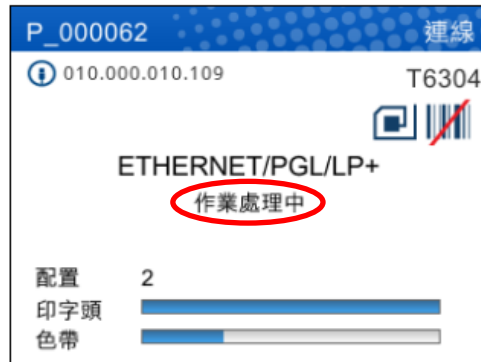 P_000062 連線
010.000.010.109
T6304
ETHERNET/PGL/LP+
作業處理中
配置 2
印字頭
色帶